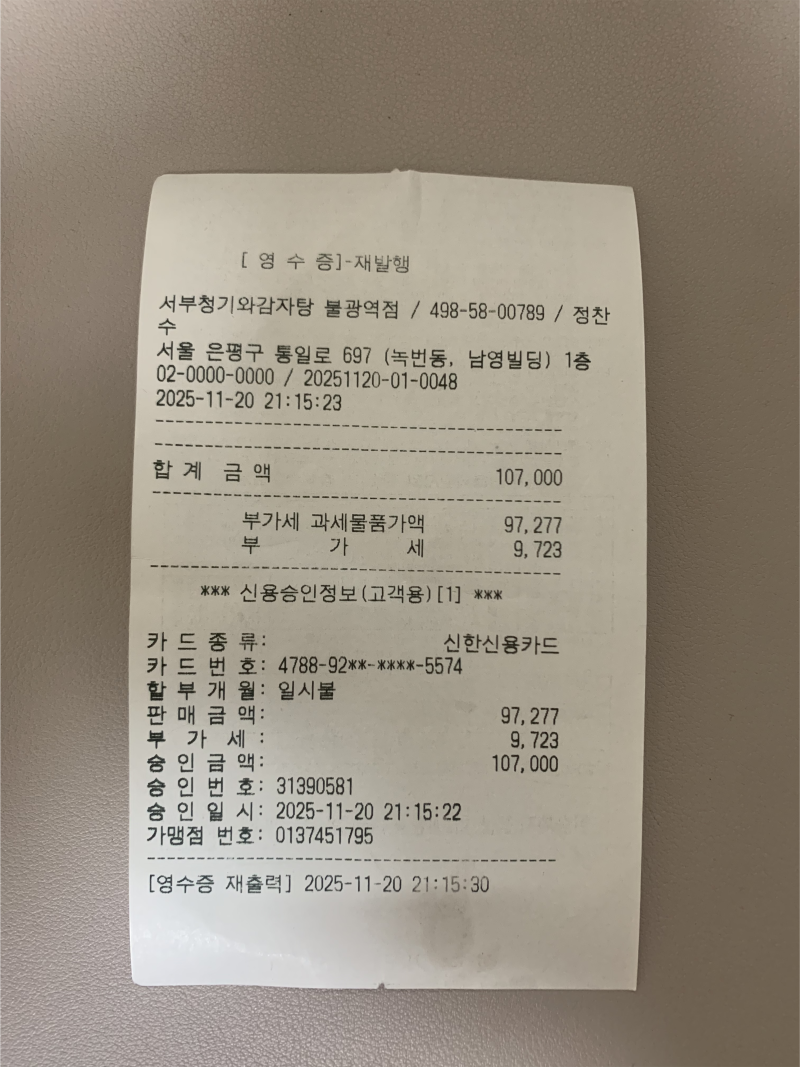 [ 영 수 증]-재발행
서부청기와감자탕 불광역점 / 498-58-00789 / 정찬
수
서울 은평구 통일로 697 (녹번동, 남영빌딩) 1층
02-0000-0000 / 20251120-01-0048
2025-11-20 21:15:23
합 계 금 액 107,000
부가세 과세물품가액 97,277
부 가 세 9,723
*** 신용승인정보(고객용)[1] ***
카 드 종 류: 신한신용카드
카 드 번 호: 4788-92**-****-5574
할 부 개 월: 일시불
판 매 금 액: 97,277
부 가 세 : 9,723
승 인 금 액: 107,000
승 인 번 호: 31390581
승 인 일 시: 2025-11-20 21:15:22
가맹점 번호: 0137451795
[영수증 재출력] 2025-11-20 21:15:30